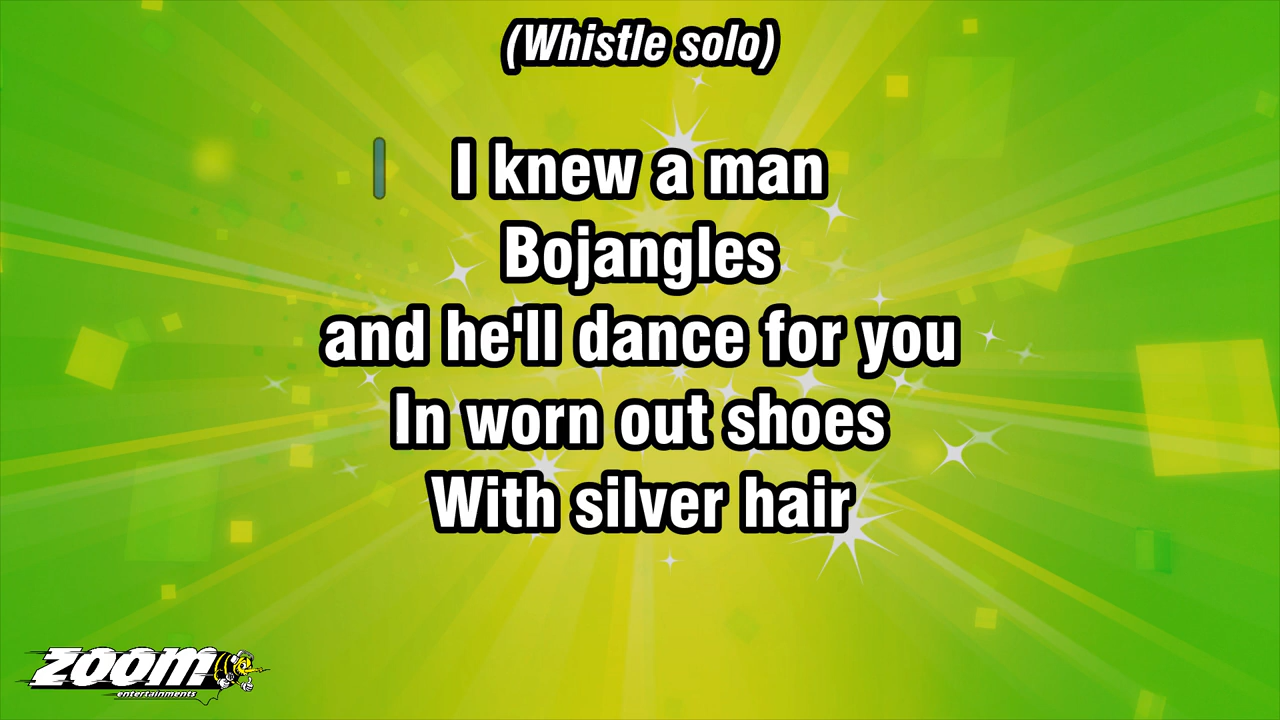 (Whistle solo)
I knew a man
Bojangles
and he'll dance for you
In worn out shoes
With silver hair
zoom
entertainments